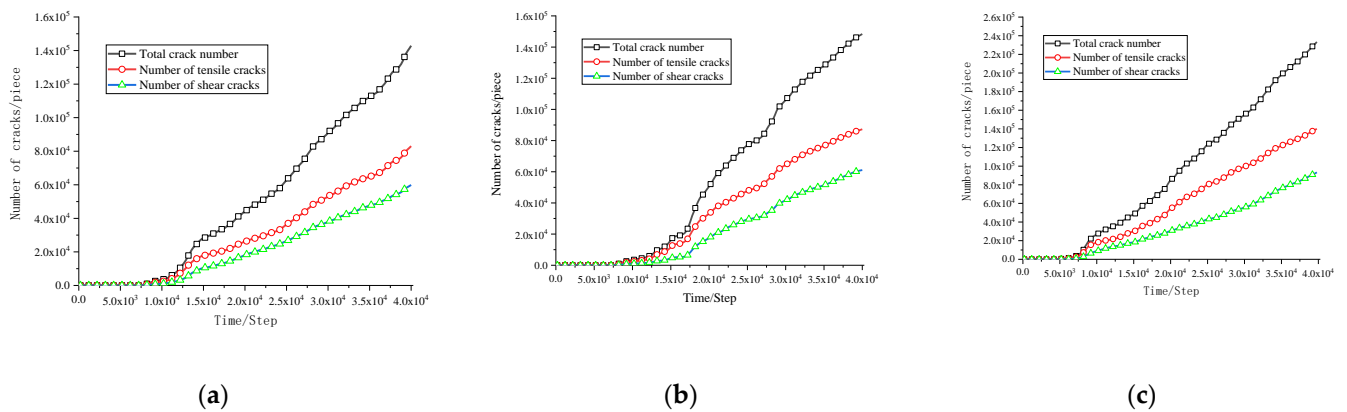 1.6x10⁵
1.4x10⁵
1.2x10⁵
1.0x10⁵
8.0x10⁴
6.0x10⁴
4.0x10⁴
2.0x10⁴
0.0
Number of cracks/piece
Total crack number
Number of tensile cracks
Number of shear cracks
0.0 5.0x10³ 1.0x10⁴ 1.5x10⁴ 2.0x10⁴ 2.5x10⁴ 3.0x10⁴ 3.5x10⁴ 4.0x10⁴
Time/Step
(a)
1.6x10⁵
1.4x10⁵
1.2x10⁵
1.0x10⁵
8.0x10⁴
6.0x10⁴
4.0x10⁴
2.0x10⁴
0.0
Number of cracks/piece
Total crack number
Number of tensile cracks
Number of shear cracks
0.0 5.0x10³ 1.0x10⁴ 1.5x10⁴ 2.0x10⁴ 2.5x10⁴ 3.0x10⁴ 3.5x10⁴ 4.0x10⁴
Time/Step
(b)
2.6x10⁵
2.4x10⁵
2.2x10⁵
2.0x10⁵
1.8x10⁵
1.6x10⁵
1.4x10⁵
1.2x10⁵
1.0x10⁵
8.0x10⁴
6.0x10⁴
4.0x10⁴
2.0x10⁴
0.0
Number of cracks/piece
Total crack number
Number of tensile cracks
Number of shear cracks
0.0 5.0x10³ 1.0x10⁴ 1.5x10⁴ 2.0x10⁴ 2.5x10⁴ 3.0x10⁴ 3.5x10⁴ 4.0x10⁴
Time/Step
(c)